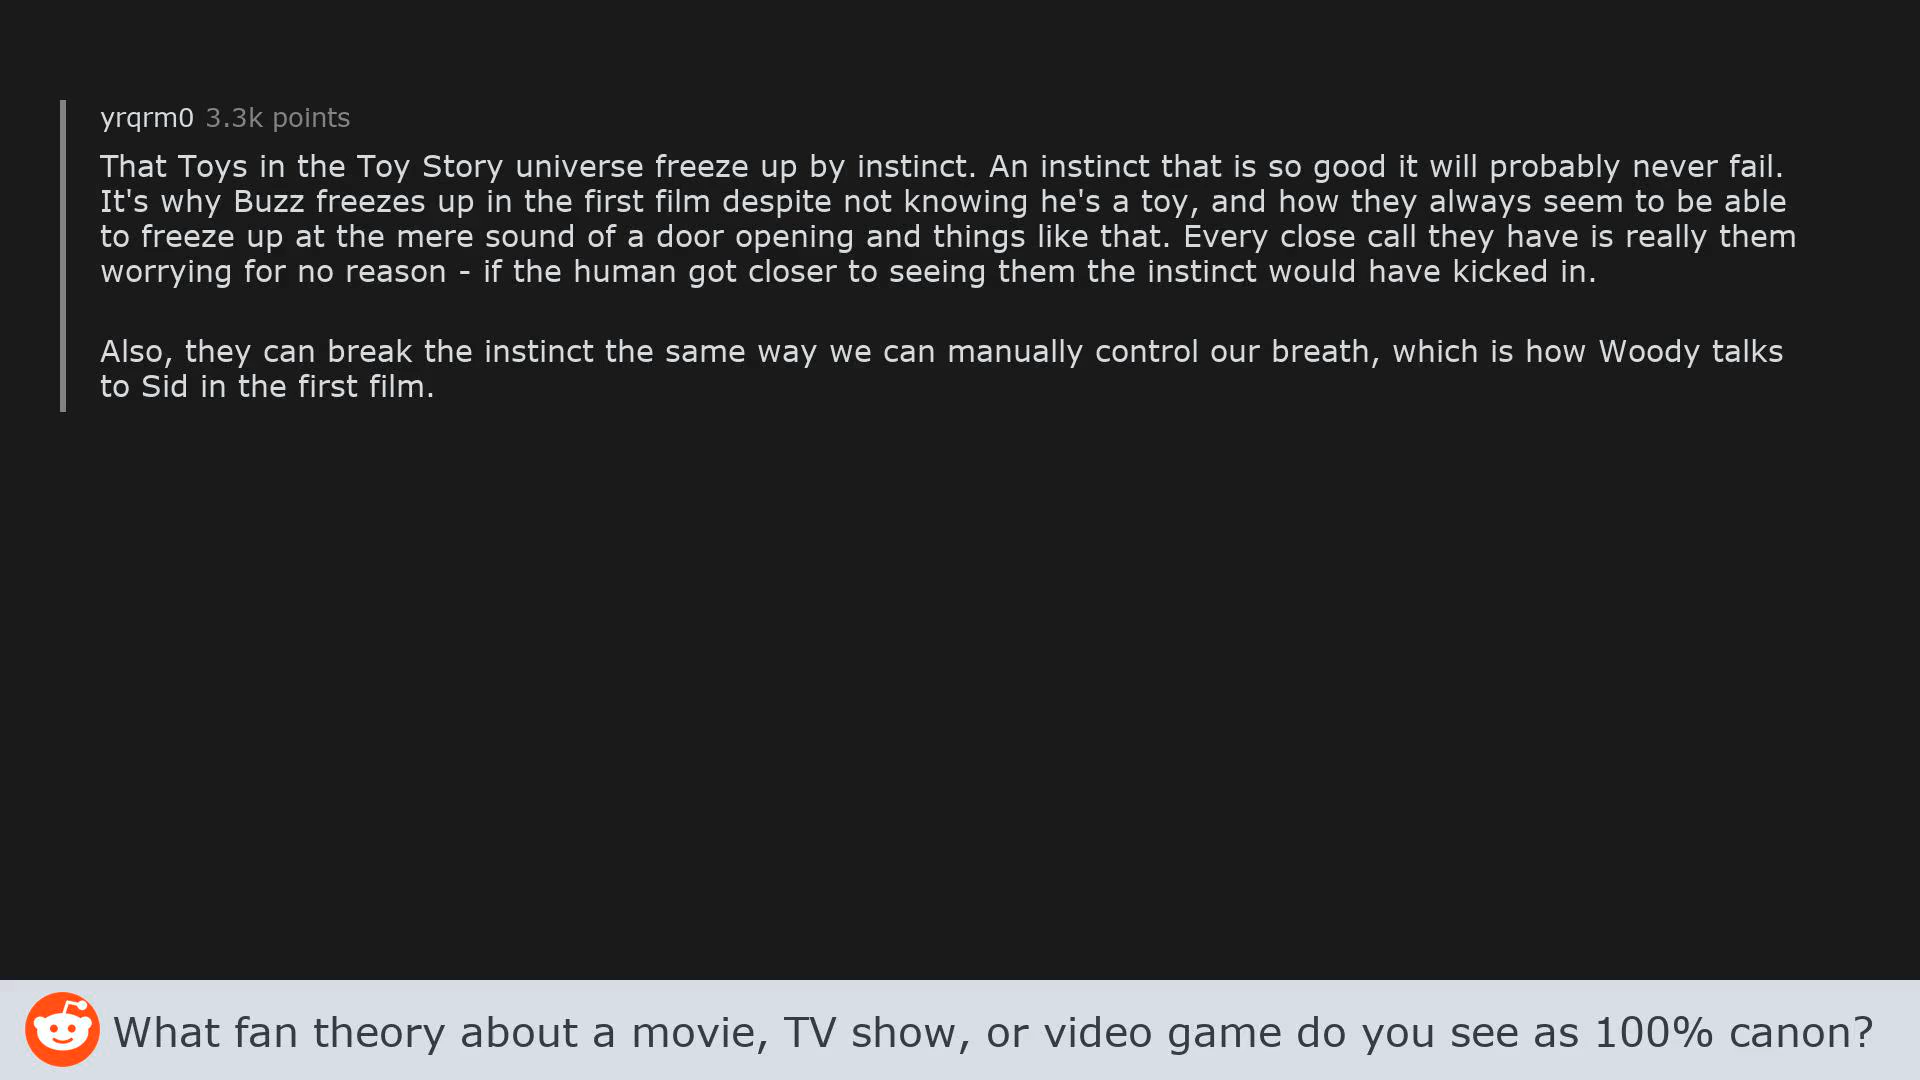 yrqrm0 3.3k points
That Toys in the Toy Story universe freeze up by instinct. An instinct that is so good it will probably never fail.
It's why Buzz freezes up in the first film despite not knowing he's a toy, and how they always seem to be able
to freeze up at the mere sound of a door opening and things like that. Every close call they have is really them
worrying for no reason - if the human got closer to seeing them the instinct would have kicked in.
Also, they can break the instinct the same way we can manually control our breath, which is how Woody talks
to Sid in the first film.
What fan theory about a movie, TV show, or video game do you see as 100% canon?